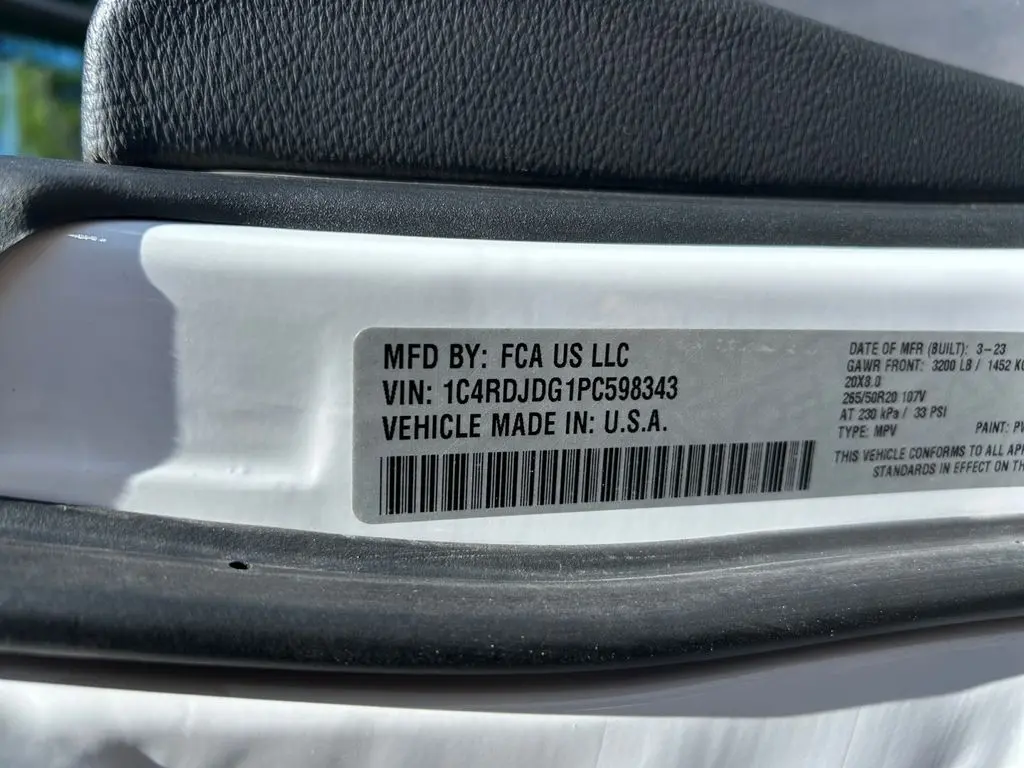 MFD BY: FCA US LLC
VIN: 1C4RDJDG1PC598343
VEHICLE MADE IN: U.S.A.
DATE OF MFR (BUILT): 3-23
GAWR FRONT: 3200 LB / 1452 KG
20X8.0
265/50R20 107V
AT 230 kPa / 33 PSI
TYPE: MPV PAINT: PW
THIS VEHICLE CONFORMS TO ALL
STANDARDS IN EFFECT ON